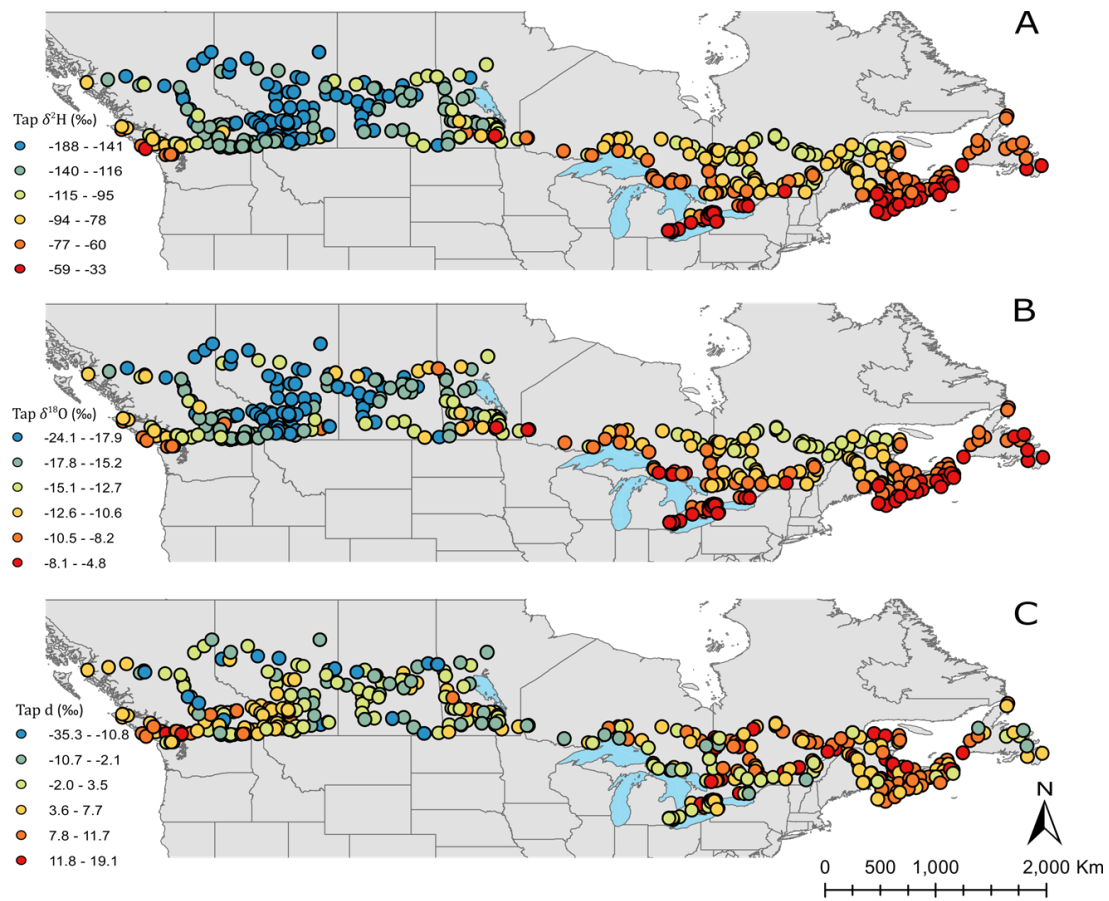 A
Tap δ²H (‰)
-188 - -141
-140 - -116
-115 - -95
-94 - -78
-77 - -60
-59 - -33
B
Tap δ¹⁸O (‰)
-24.1 - -17.9
-17.8 - -15.2
-15.1 - -12.7
-12.6 - -10.6
-10.5 - -8.2
-8.1 - -4.8
C
Tap d (‰)
-35.3 - -10.8
-10.7 - -2.1
-2.0 - 3.5
3.6 - 7.7
7.8 - 11.7
11.8 - 19.1
N
0 500 1,000 2,000 Km